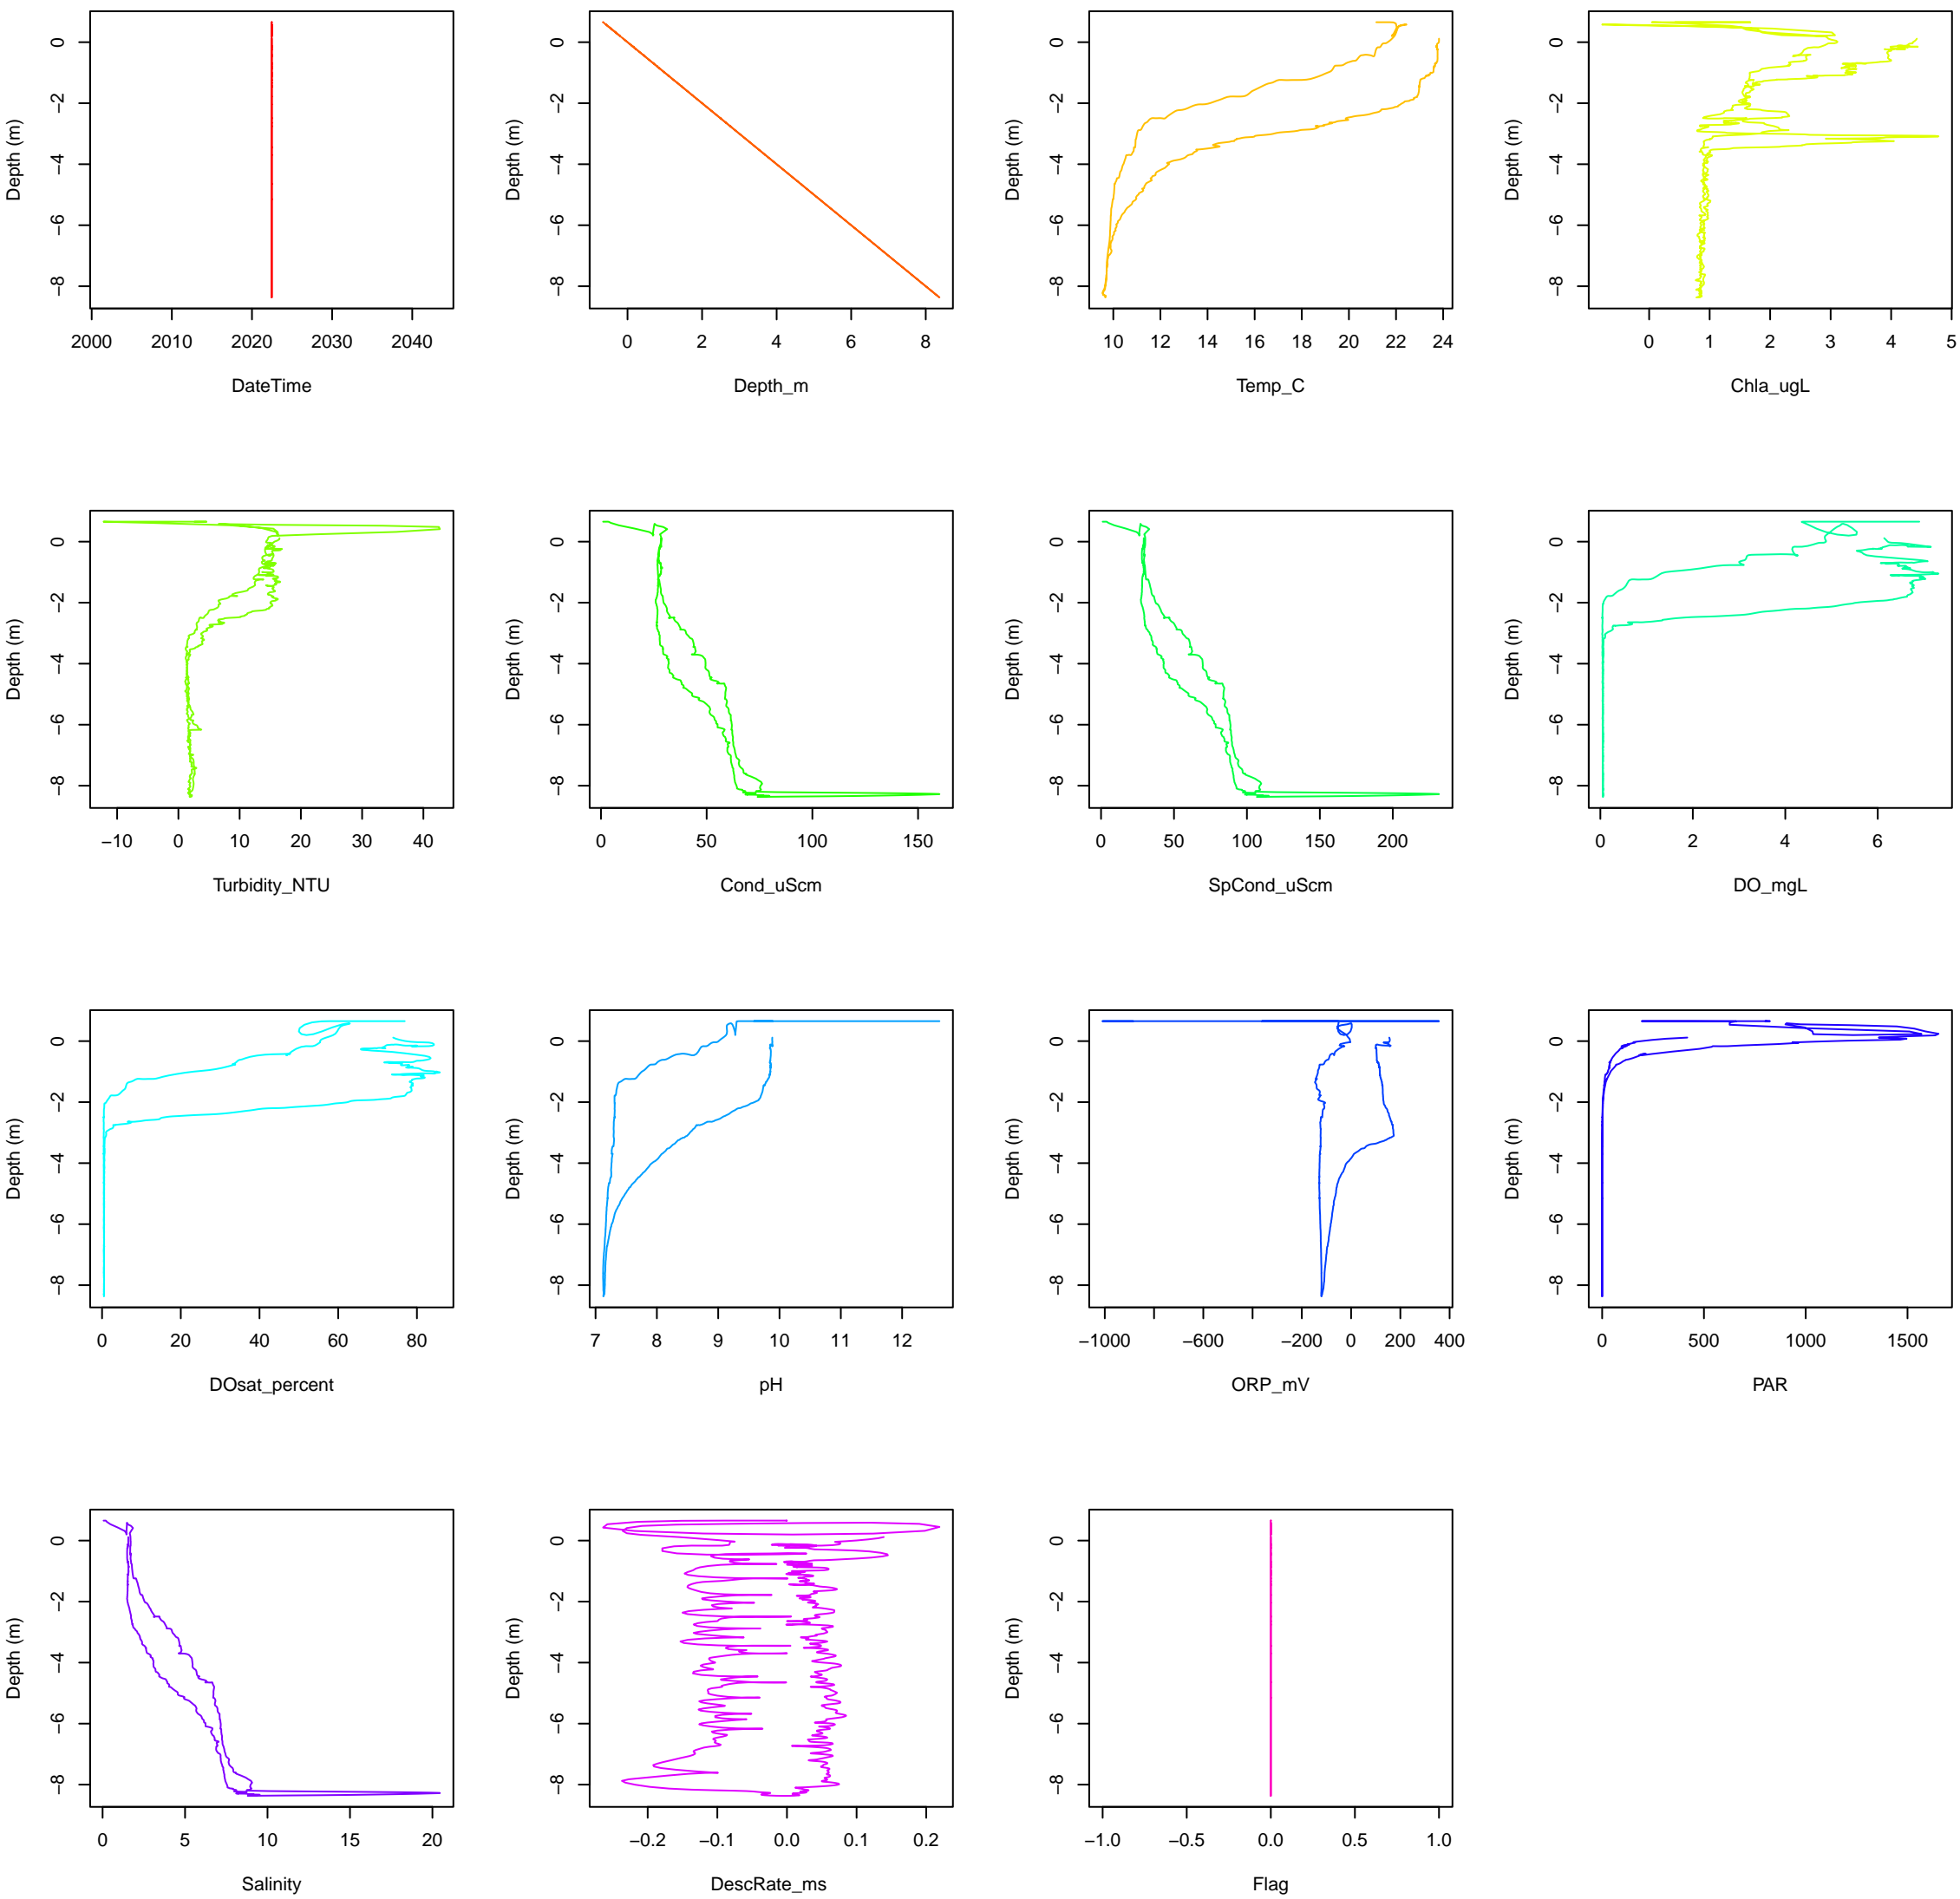 Depth (m)
0
−2
−4
−6
−8
2000 2010 2020 2030 2040
DateTime
Depth (m)
0
−2
−4
−6
−8
0 2 4 6 8
Depth_m
Depth (m)
0
−2
−4
−6
−8
10 12 14 16 18 20 22 24
Temp_C
Depth (m)
0
−2
−4
−6
−8
0 1 2 3 4 5
Chla_ugL
Depth (m)
0
−2
−4
−6
−8
−10 0 10 20 30 40
Turbidity_NTU
Depth (m)
0
−2
−4
−6
−8
0 50 100 150
Cond_uScm
Depth (m)
0
−2
−4
−6
−8
0 50 100 150 200
SpCond_uScm
Depth (m)
0
−2
−4
−6
−8
0 2 4 6
DO_mgL
Depth (m)
0
−2
−4
−6
−8
0 20 40 60 80
DOsat_percent
Depth (m)
0
−2
−4
−6
−8
7 8 9 10 11 12
pH
Depth (m)
0
−2
−4
−6
−8
−1000 −600 −200 0 200 400
ORP_mV
Depth (m)
0
−2
−4
−6
−8
0 500 1000 1500
PAR
Depth (m)
0
−2
−4
−6
−8
0 5 10 15 20
Salinity
Depth (m)
0
−2
−4
−6
−8
−0.2 −0.1 0.0 0.1 0.2
DescRate_ms
Depth (m)
0
−2
−4
−6
−8
−1.0 −0.5 0.0 0.5 1.0
Flag